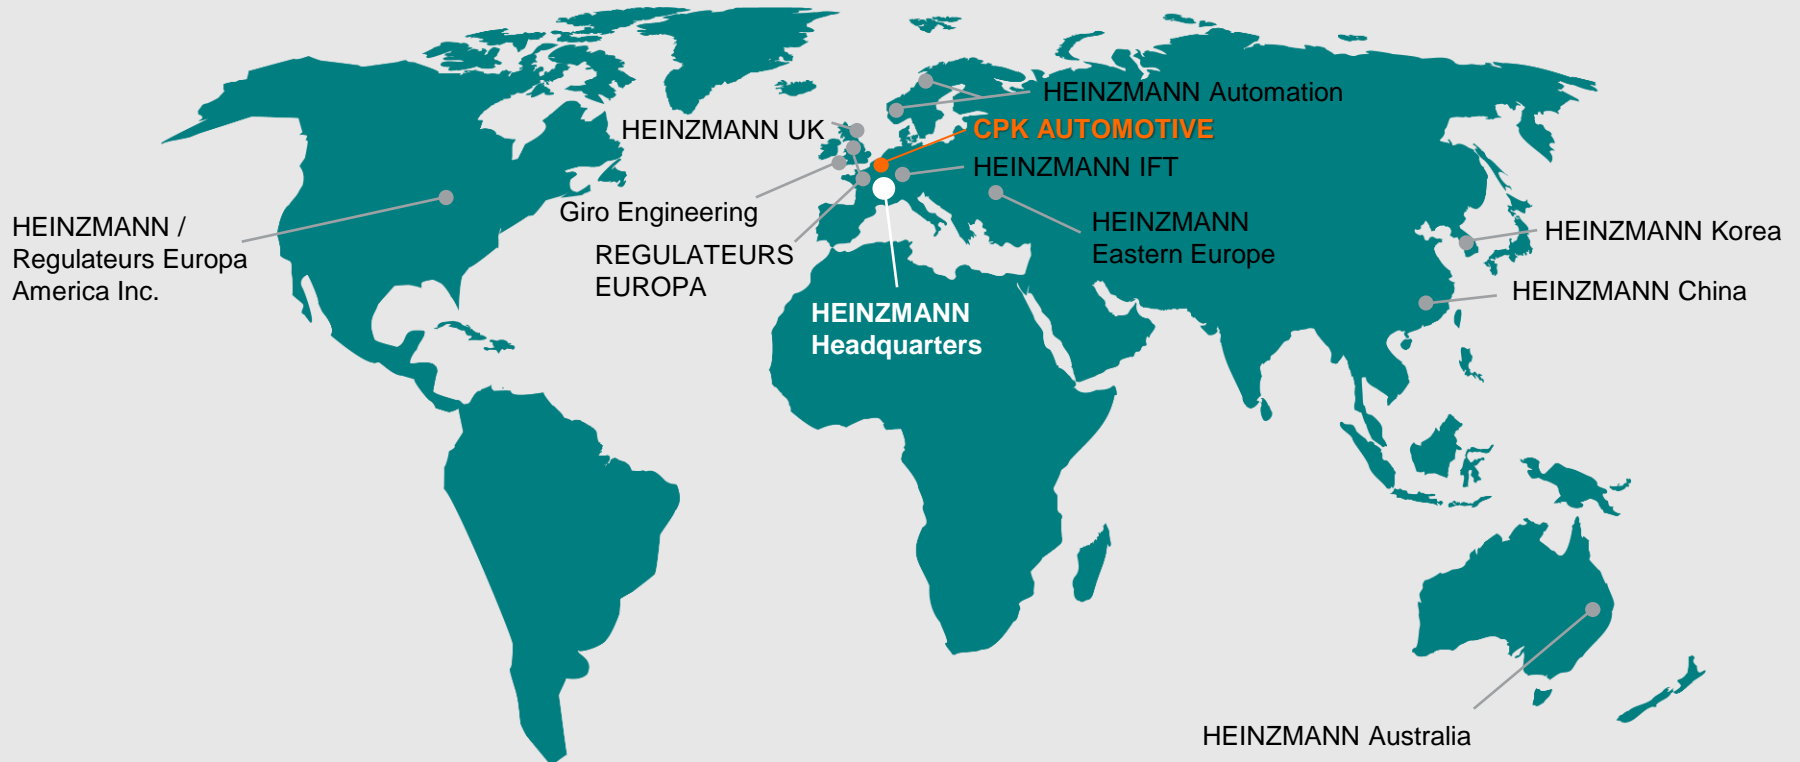 HEINZMANN Automation
HEINZMANN UK
CPK AUTOMOTIVE
HEINZMANN IFT
Giro Engineering
HEINZMANN /
Regulateurs Europa
America Inc.
REGULATEURS
EUROPA
HEINZMANN
Eastern Europe
HEINZMANN Korea
HEINZMANN China
HEINZMANN
Headquarters
HEINZMANN Australia